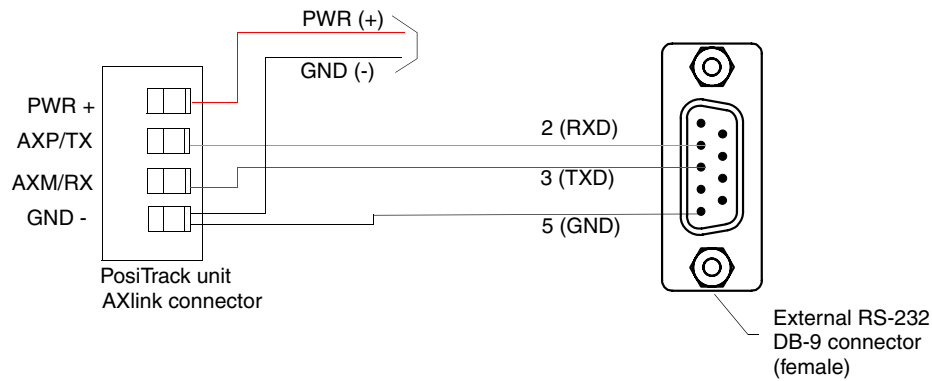 PWR (+)
GND (-)
PWR +
AXP/TX
AXM/RX
GND -
2 (RXD)
3 (TXD)
5 (GND)
PosiTrack unit
AXlink connector
External RS-232
DB-9 connector
(female)